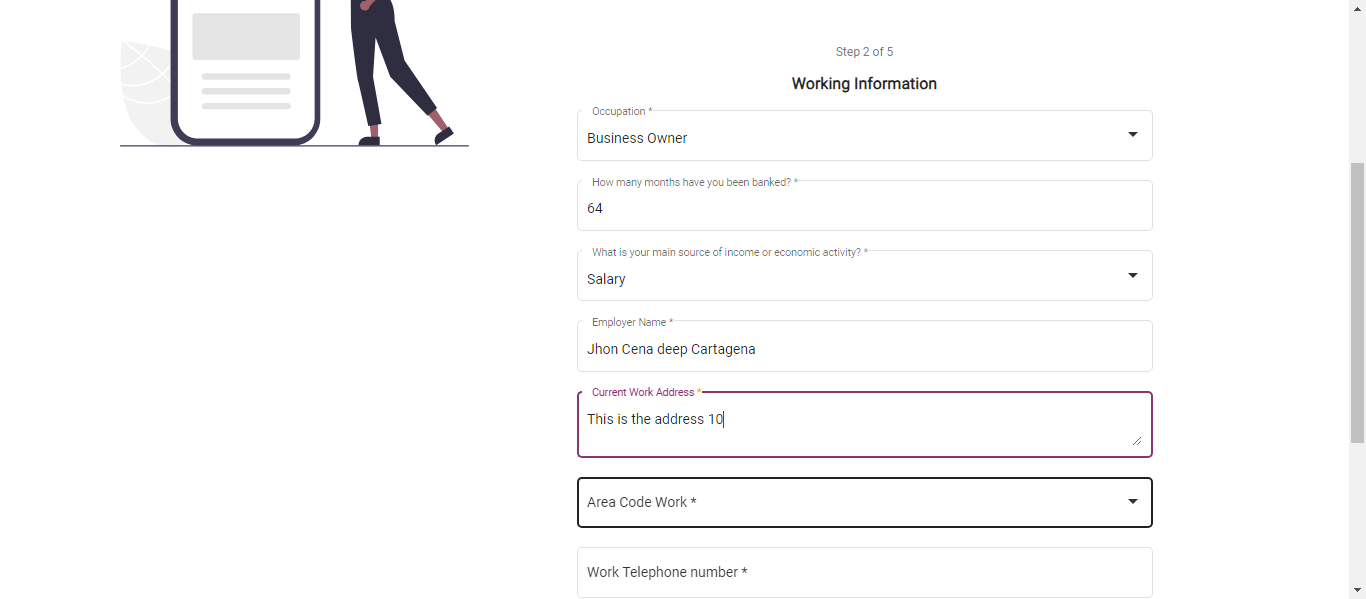 Step 2 of 5
Working Information
Occupation *
Business Owner
How many months have you been banked? *
64
What is your main source of income or economic activity? *
Salary
Employer Name *
Jhon Cena deep Cartagena
Current Work Address *
This is the address 10
Area Code Work *
Work Telephone number *